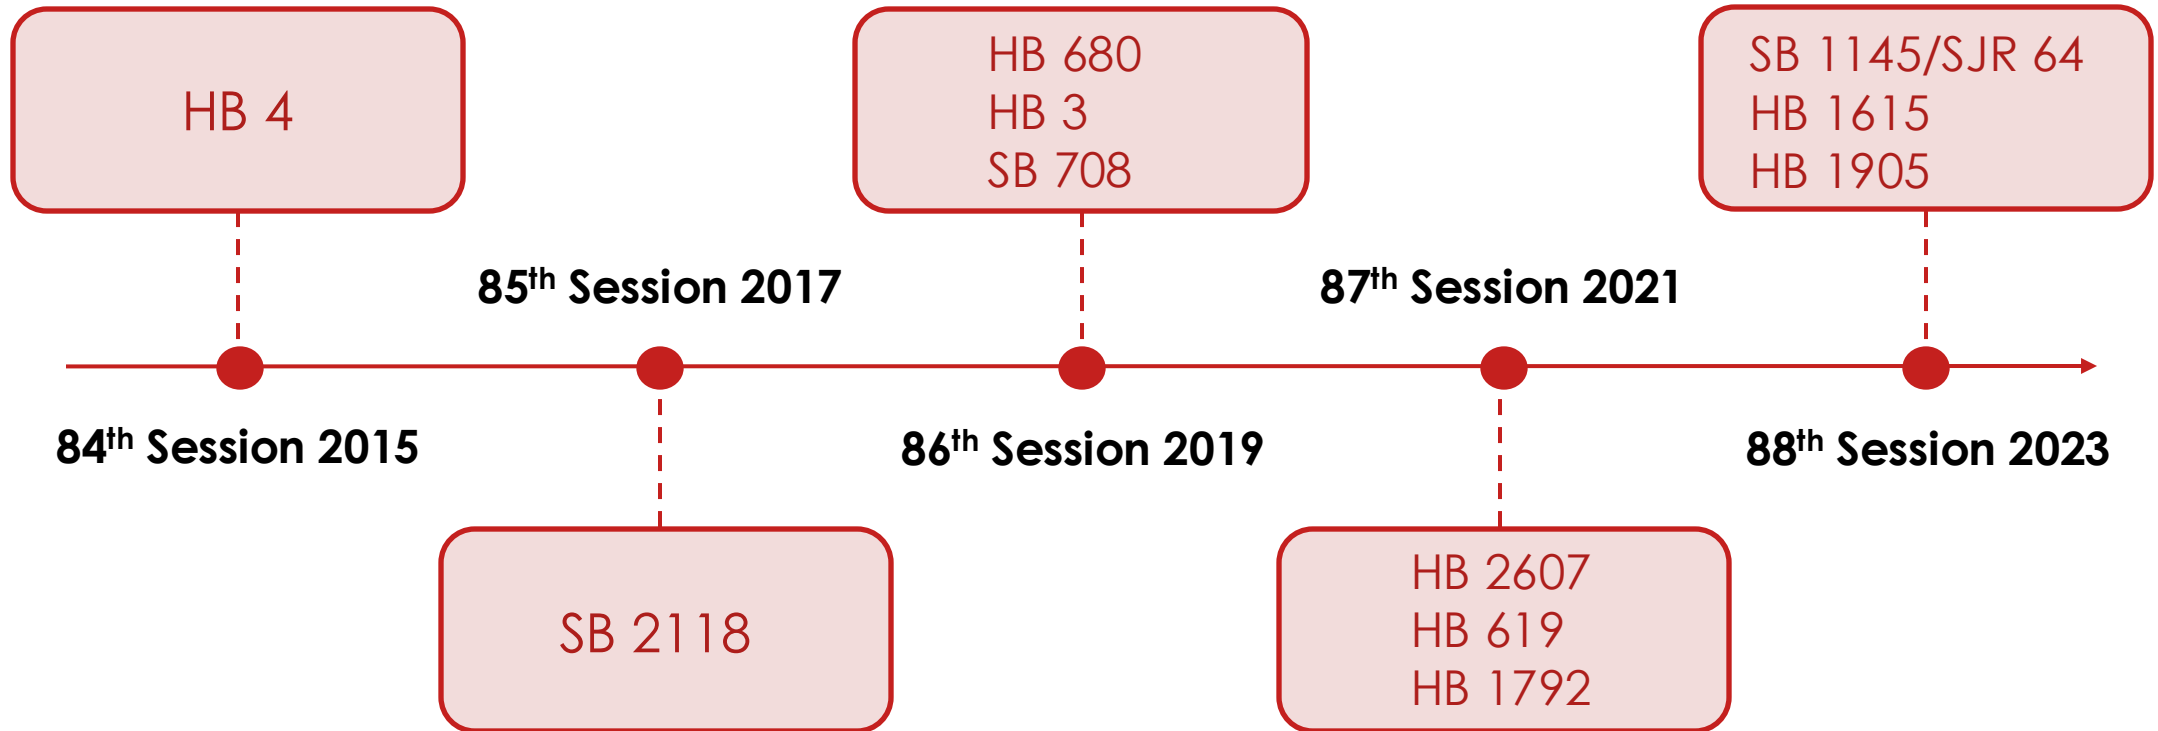 HB 4
84th Session 2015
85th Session 2017
SB 2118
HB 680
HB 3
SB 708
86th Session 2019
87th Session 2021
HB 2607
HB 619
HB 1792
SB 1145/SJR 64
HB 1615
HB 1905
88th Session 2023